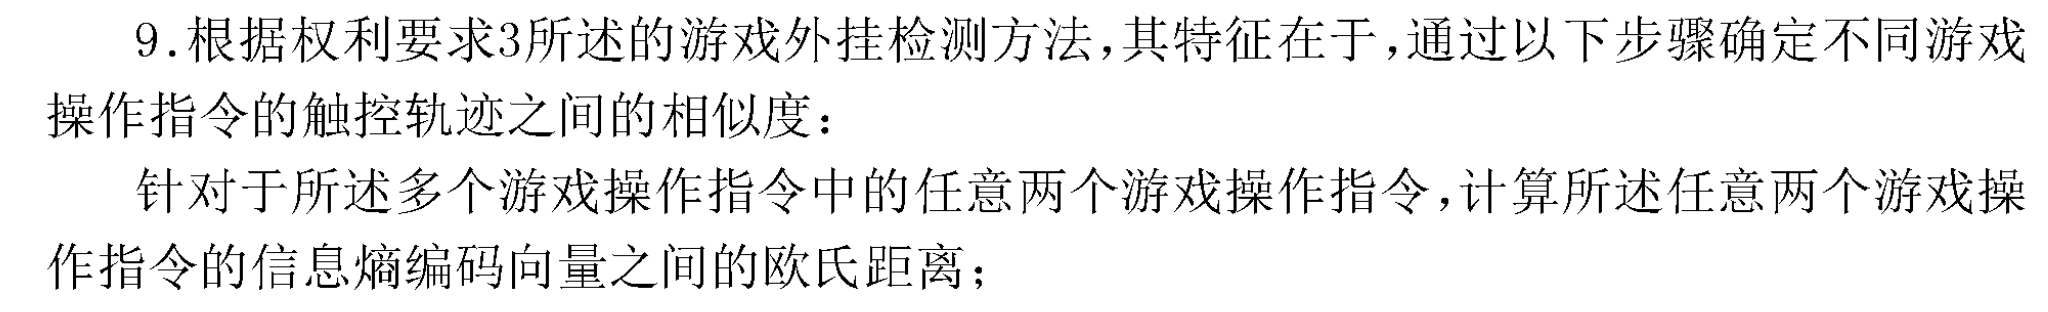 9.根据权利要求3所述的游戏外挂检测方法,其特征在于,通过以下步骤确定不同游戏
操作指令的触控轨迹之间的相似度：
针对于所述多个游戏操作指令中的任意两个游戏操作指令,计算所述任意两个游戏操
作指令的信息熵编码向量之间的欧氏距离；